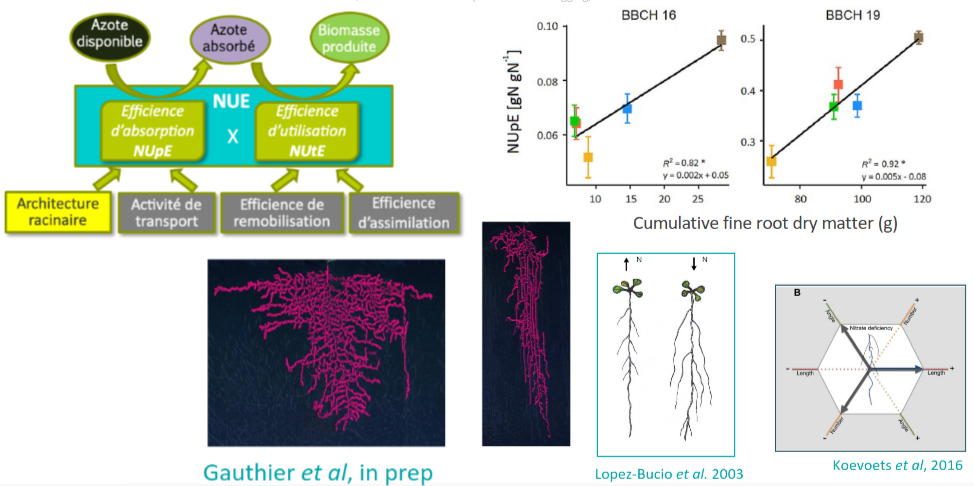 Azote
disponible
Azote
absorbé
Biomasse
produite
NUE
X
Efficience
d'absorption
NUpE
Efficience
d'utilisation
NUtE
Architecture
racinaire
Activité de
transport
Efficience de
remobilisation
Efficience
d'assimilation
BBCH 16
BBCH 19
NUpE [gN gN⁻¹]
0.10
0.08
0.06
10 15 20 25
R² = 0.82 *
y = 0.002x + 0.05
0.5
0.4
0.3
80 100 120
R² = 0.92 *
y = 0.005x - 0.08
Cumulative fine root dry matter (g)
N
N
B
Nitrate deficiency
- Angle
+ Number
- Length
Length +
- Number
Angle +
Gauthier et al, in prep
Lopez-Bucio et al. 2003
Koevoets et al, 2016